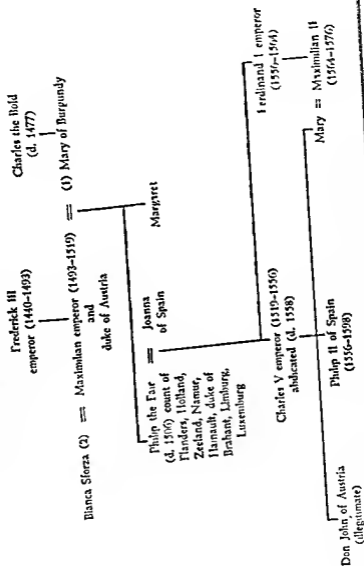 Frederick III
emperor (1440-1493)
Charles the Bold
(d. 1477)
Bianca Sforza (2) = Maximilan emperor (1493-1519) = (1) Mary of Burgundy
and
duke of Austria
Philip the Fair = Joanna
(d. 1506) count of of Spain
Flanders, Holland,
Zeeland, Namur,
Hainault, duke of
Brabant, Limburg,
Luxemburg
Margaret
Charles V emperor (1519-1556)
abdicated (d. 1558)
Ferdinand I emperor
(1556-1564)
Don John of Austria
(illegitimate)
Philip II of Spain
(1556-1598)
Mary = Maximilian II
(1564-1576)